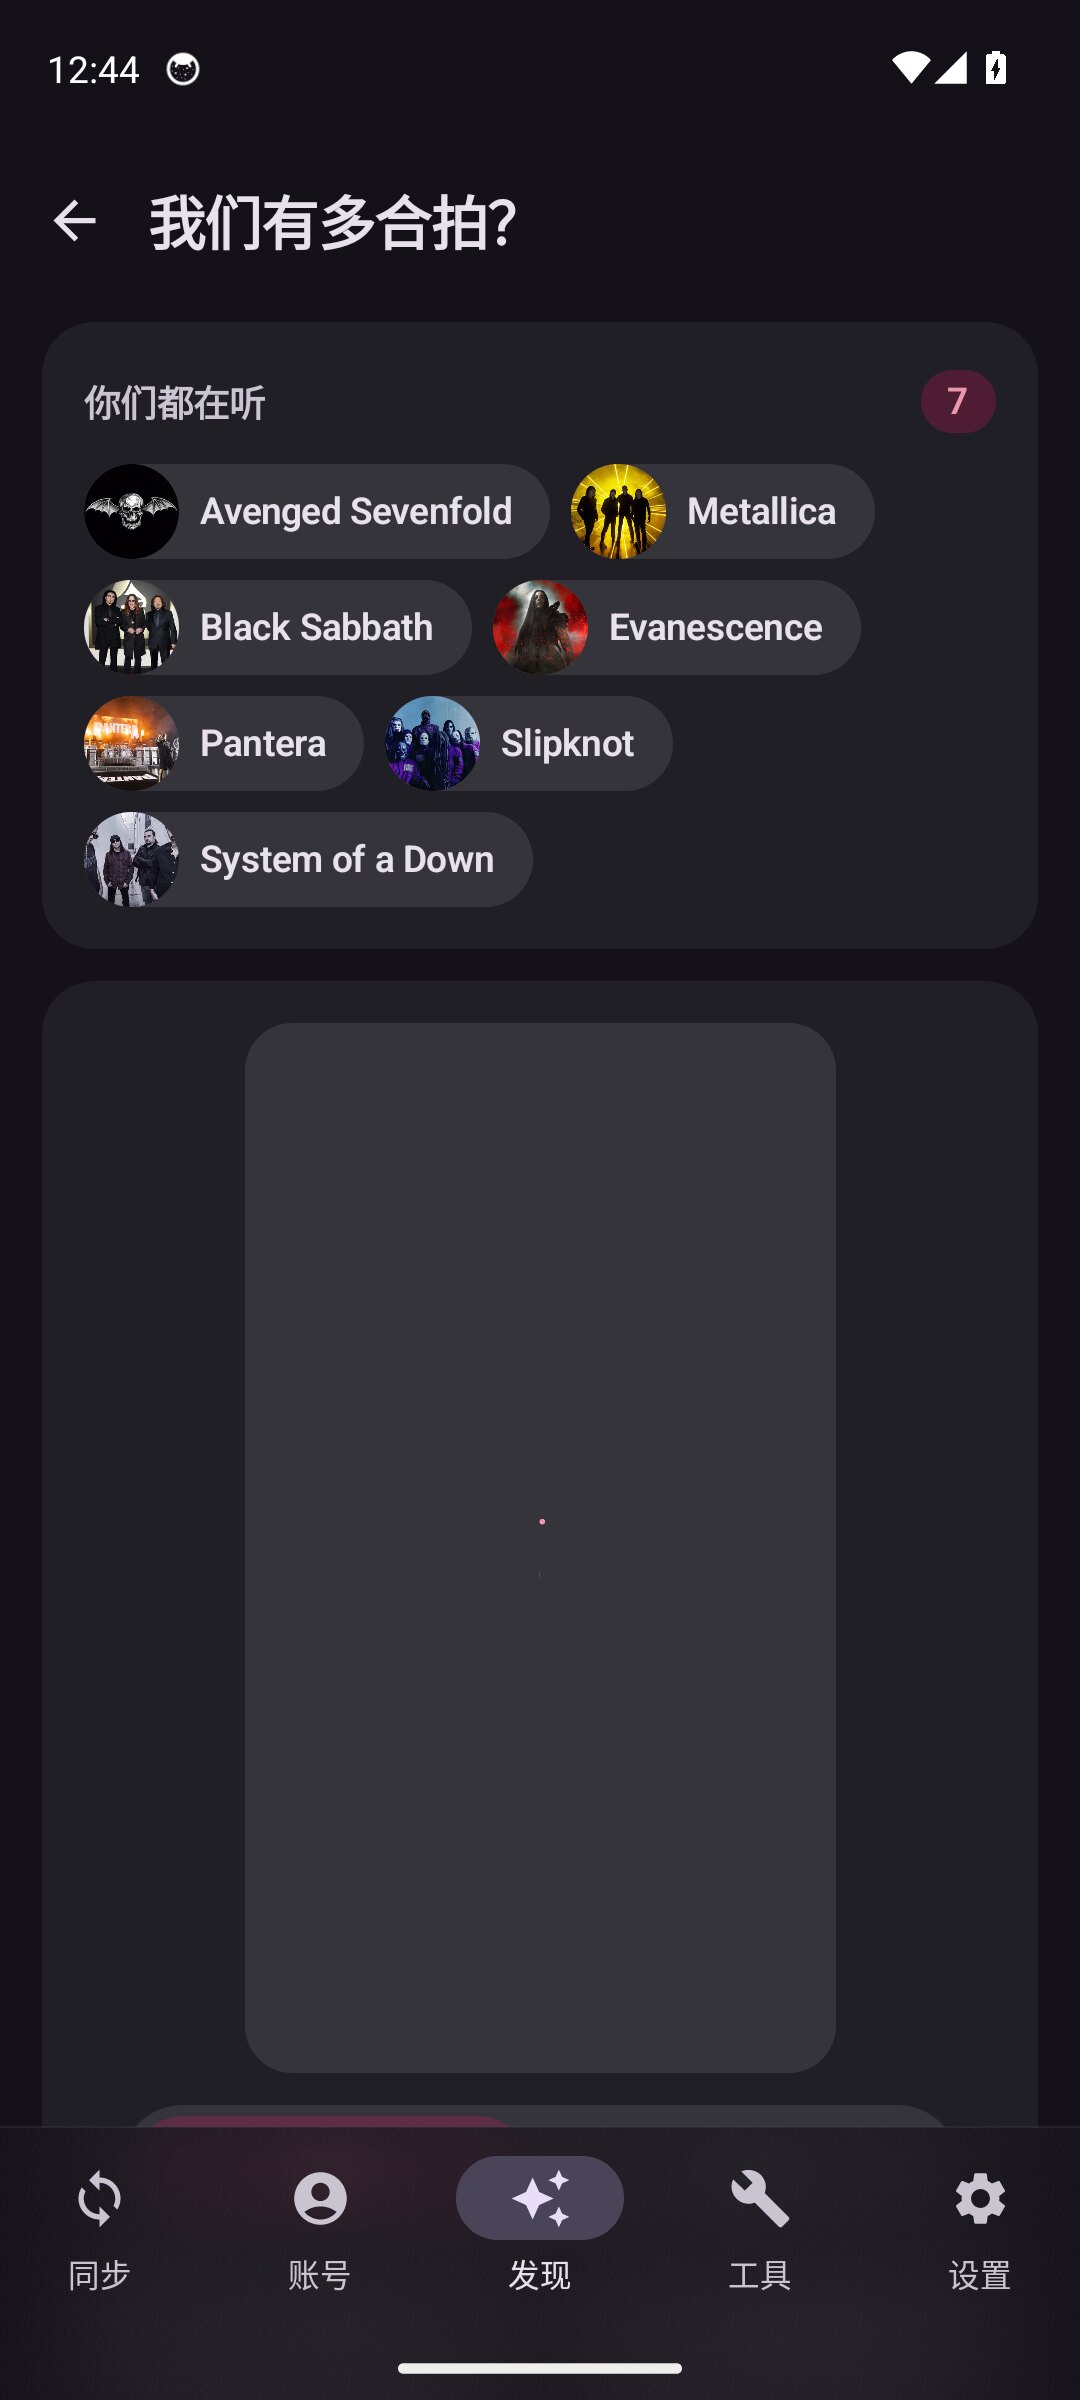 12:44
我们有多合拍?
你们都在听
7
Avenged Sevenfold
Metallica
Black Sabbath
Evanescence
Pantera
Slipknot
System of a Down
同步
账号
发现
工具
设置